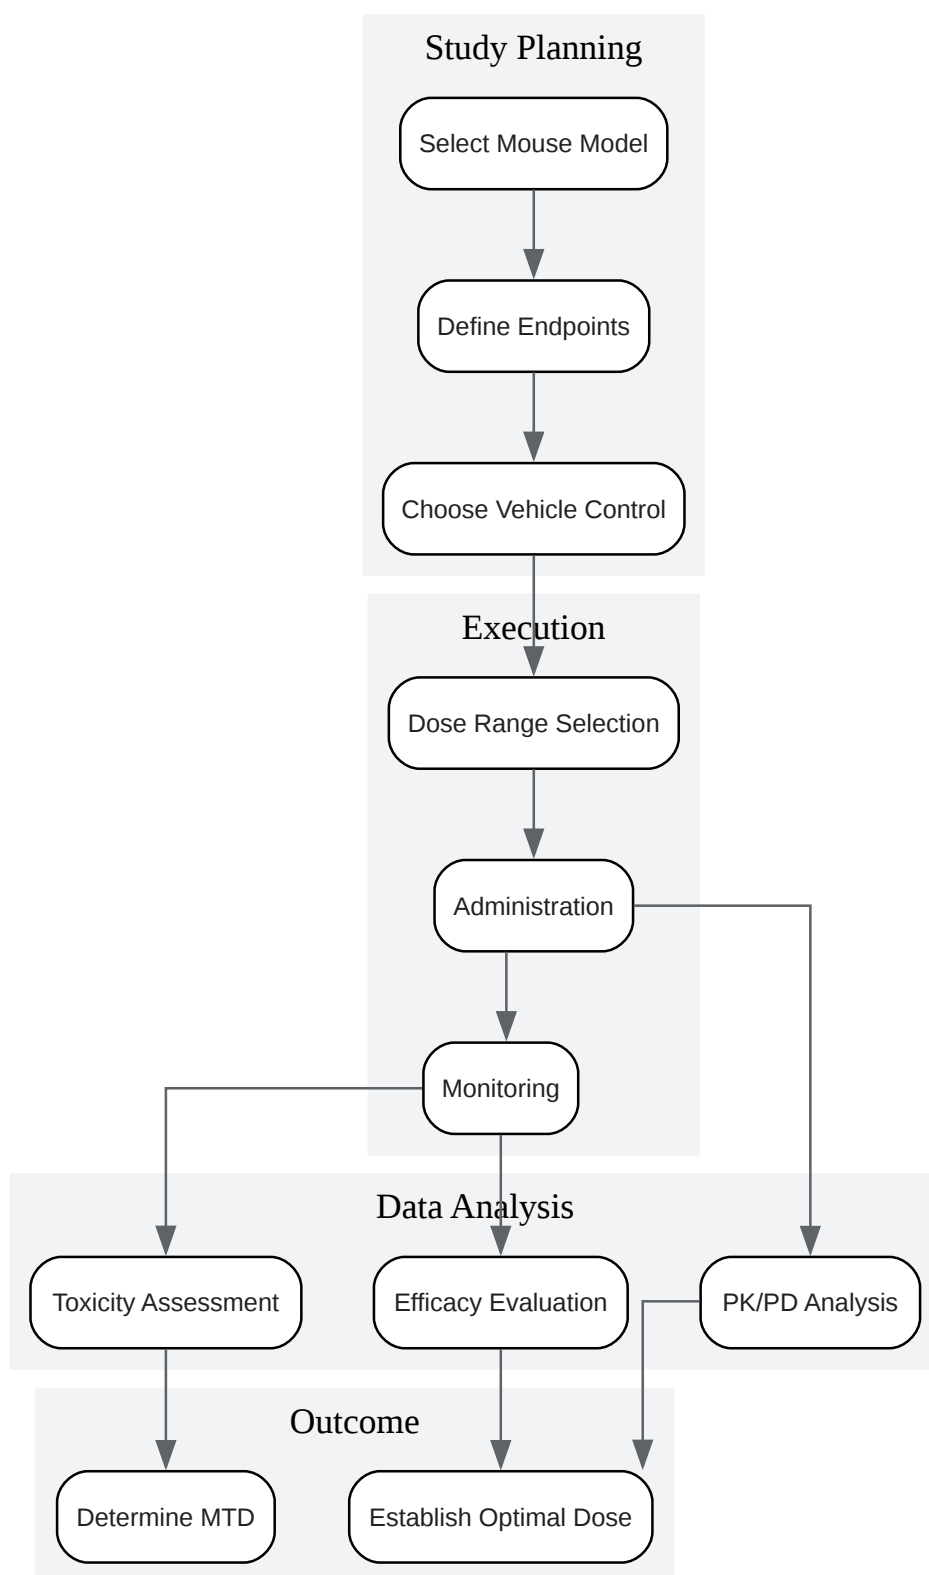 Study Planning
Select Mouse Model
Define Endpoints
Choose Vehicle Control
Execution
Dose Range Selection
Administration
Monitoring
Data Analysis
Toxicity Assessment
Efficacy Evaluation
PK/PD Analysis
Outcome
Determine MTD
Establish Optimal Dose